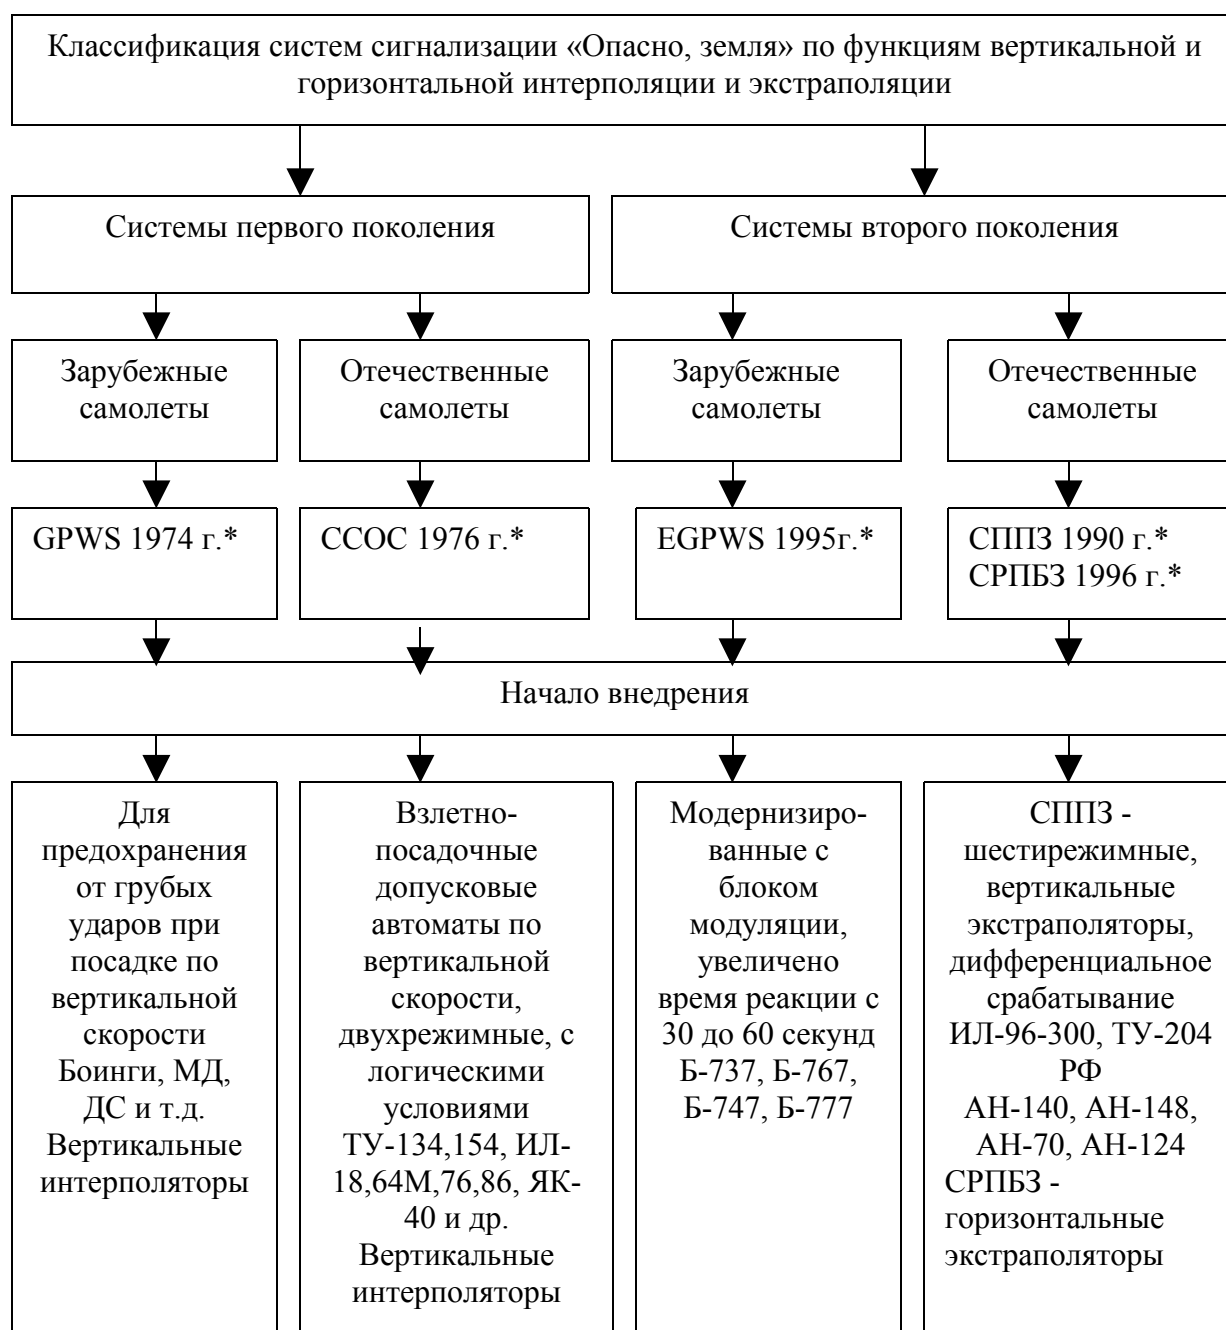 Классификация систем сигнализации «Опасно, земля» по функциям вертикальной и
горизонтальной интерполяции и экстраполяции
Системы первого поколения
Системы второго поколения
Зарубежные
самолеты
Отечественные
самолеты
Зарубежные
самолеты
Отечественные
самолеты
GPWS 1974 г.*
ССОС 1976 г.*
EGPWS 1995г.*
СППЗ 1990 г.*
СРПБЗ 1996 г.*
Начало внедрения
Для
предохранения
от грубых
ударов при
посадке по
вертикальной
скорости
Боинги, МД,
ДС и т.д.
Вертикальные
интерполяторы
Взлетно-
посадочные
допусковые
автоматы по
вертикальной
скорости,
двухрежимные, с
логическими
условиями
ТУ-134,154, ИЛ-
18,64М,76,86, ЯК-
40 и др.
Вертикальные
интерполяторы
Модернизиро-
ванные с
блоком
модуляции,
увеличено
время реакции с
30 до 60 секунд
Б-737, Б-767,
Б-747, Б-777
СППЗ -
шестирежимные,
вертикальные
экстраполяторы,
дифференциальное
срабатывание
ИЛ-96-300, ТУ-204
РФ
АН-140, АН-148,
АН-70, АН-124
СРПБЗ -
горизонтальные
экстраполяторы